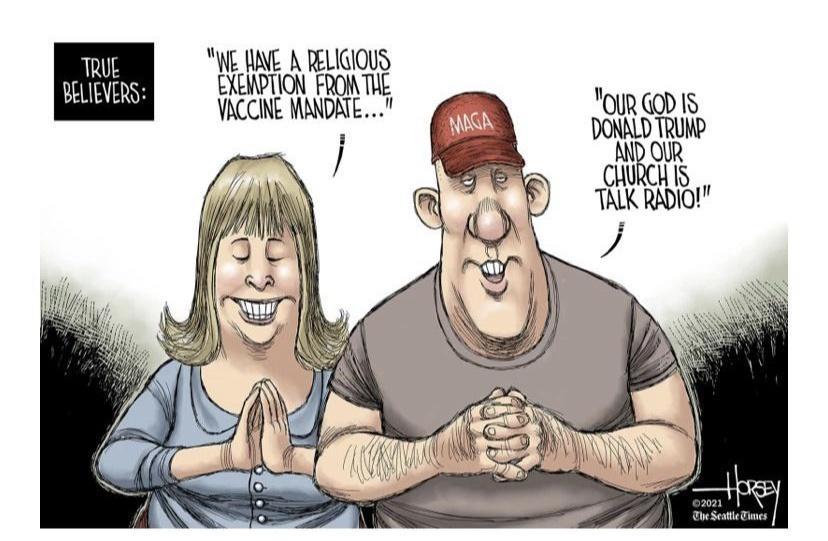 TRUE
BELIEVERS:
"WE HAVE A RELIGIOUS
EXEMPTION FROM THE
VACCINE MANDATE..."
MAGA
"OUR GOD IS
DONALD TRUMP
AND OUR
CHURCH IS
TALK RADIO!"
HORSEY
©2021
The Seattle Times